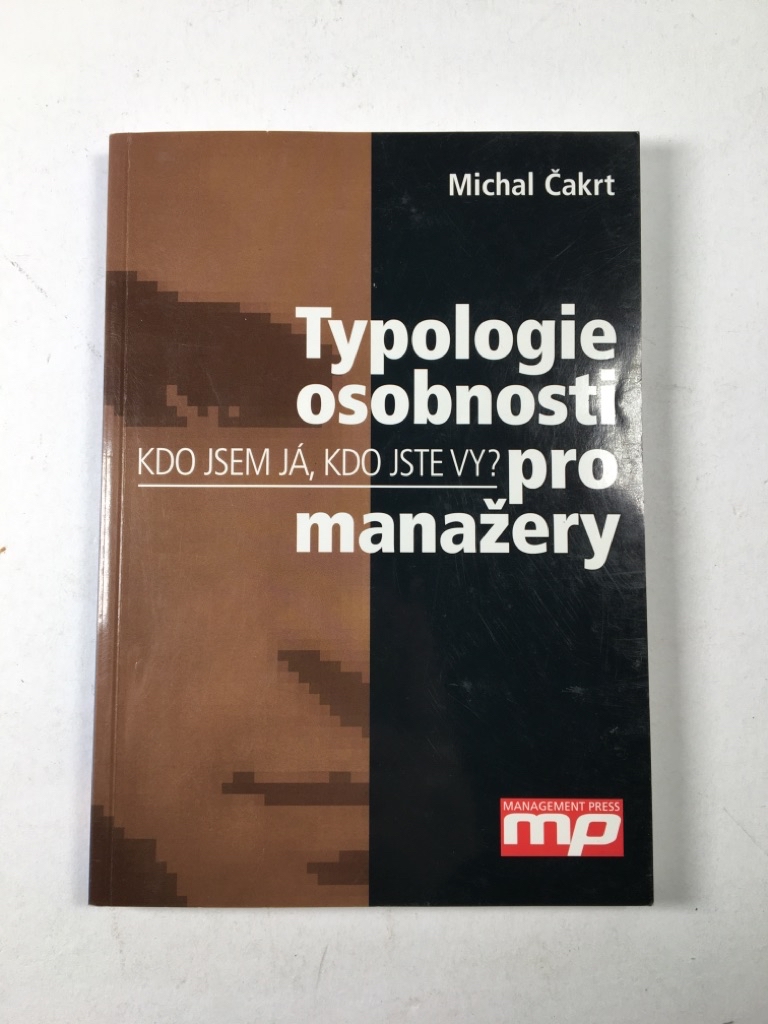 Michal Čakrt
Typologie
osobnosti
KDO JSEM JÁ, KDO JSTE VY? pro
manažery
MANAGEMENT PRESS
mp